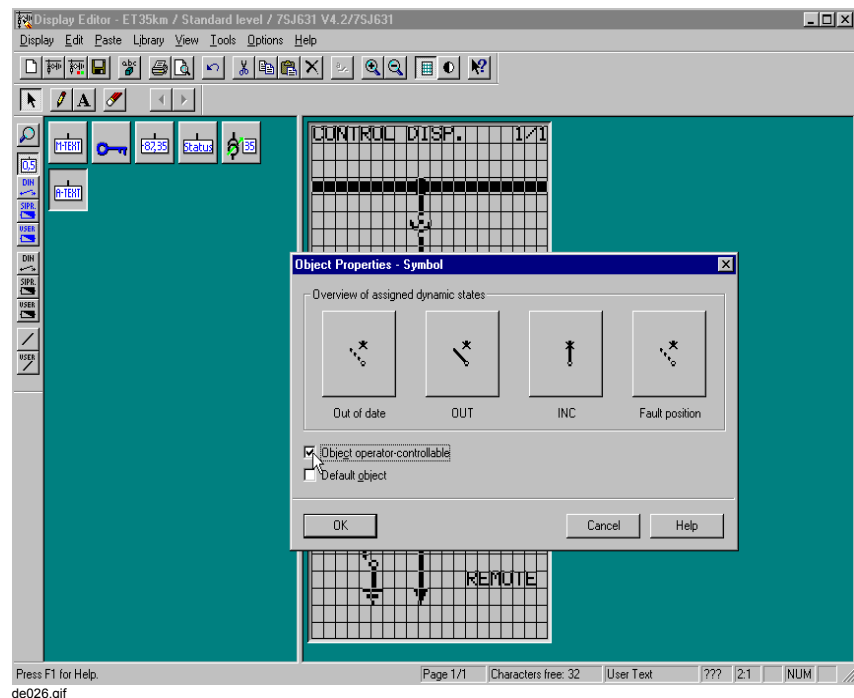 Display Editor - ET35km / Standard level / 7SJ631 V4.2/7SJ631
Display Edit Paste Library View Tools Options Help
abc
A
0,5
M-TEXT
-87,35
Status
35
DIN
SIPR.
USER
A-TEXT
DIN
SIPR.
USER
USER
CONTROL DISP. 1/1
Object Properties - Symbol
Overview of assigned dynamic states
Out of date OUT INC Fault position
Object operator-controllable
Default object
OK Cancel Help
REMOTE
Press F1 for Help. Page 1/1 Characters free: 32 User Text ??? 2:1 NUM
de026.gif